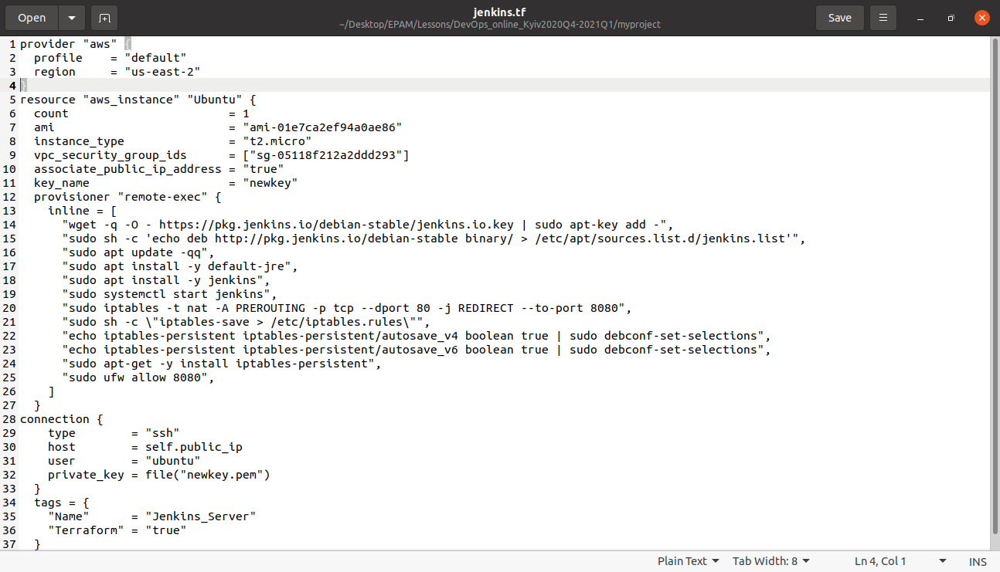 Open
jenkins.tf
~/Desktop/EPAM/Lessons/DevOps_online_Kyiv2020Q4-2021Q1/myproject
Save
1 provider "aws" {
2   profile    = "default"
3   region     = "us-east-2"
4 }
5 resource "aws_instance" "Ubuntu" {
6   count                       = 1
7   ami                         = "ami-01e7ca2ef94a0ae86"
8   instance_type               = "t2.micro"
9   vpc_security_group_ids      = ["sg-05118f212a2ddd293"]
10   associate_public_ip_address = "true"
11   key_name                    = "newkey"
12   provisioner "remote-exec" {
13     inline = [
14       "wget -q -O - https://pkg.jenkins.io/debian-stable/jenkins.io.key | sudo apt-key add -",
15       "sudo sh -c 'echo deb http://pkg.jenkins.io/debian-stable binary/ > /etc/apt/sources.list.d/jenkins.list'",
16       "sudo apt update -qq",
17       "sudo apt install -y default-jre",
18       "sudo apt install -y jenkins",
19       "sudo systemctl start jenkins",
20       "sudo iptables -t nat -A PREROUTING -p tcp --dport 80 -j REDIRECT --to-port 8080",
21       "sudo sh -c \"iptables-save > /etc/iptables.rules\"",
22       "echo iptables-persistent iptables-persistent/autosave_v4 boolean true | sudo debconf-set-selections",
23       "echo iptables-persistent iptables-persistent/autosave_v6 boolean true | sudo debconf-set-selections",
24       "sudo apt-get -y install iptables-persistent",
25       "sudo ufw allow 8080",
26     ]
27   }
28 connection {
29     type        = "ssh"
30     host        = self.public_ip
31     user        = "ubuntu"
32     private_key = file("newkey.pem")
33   }
34   tags = {
35     "Name"      = "Jenkins_Server"
36     "Terraform" = "true"
37   }
Plain Text
Tab Width: 8
Ln 4, Col 1
INS